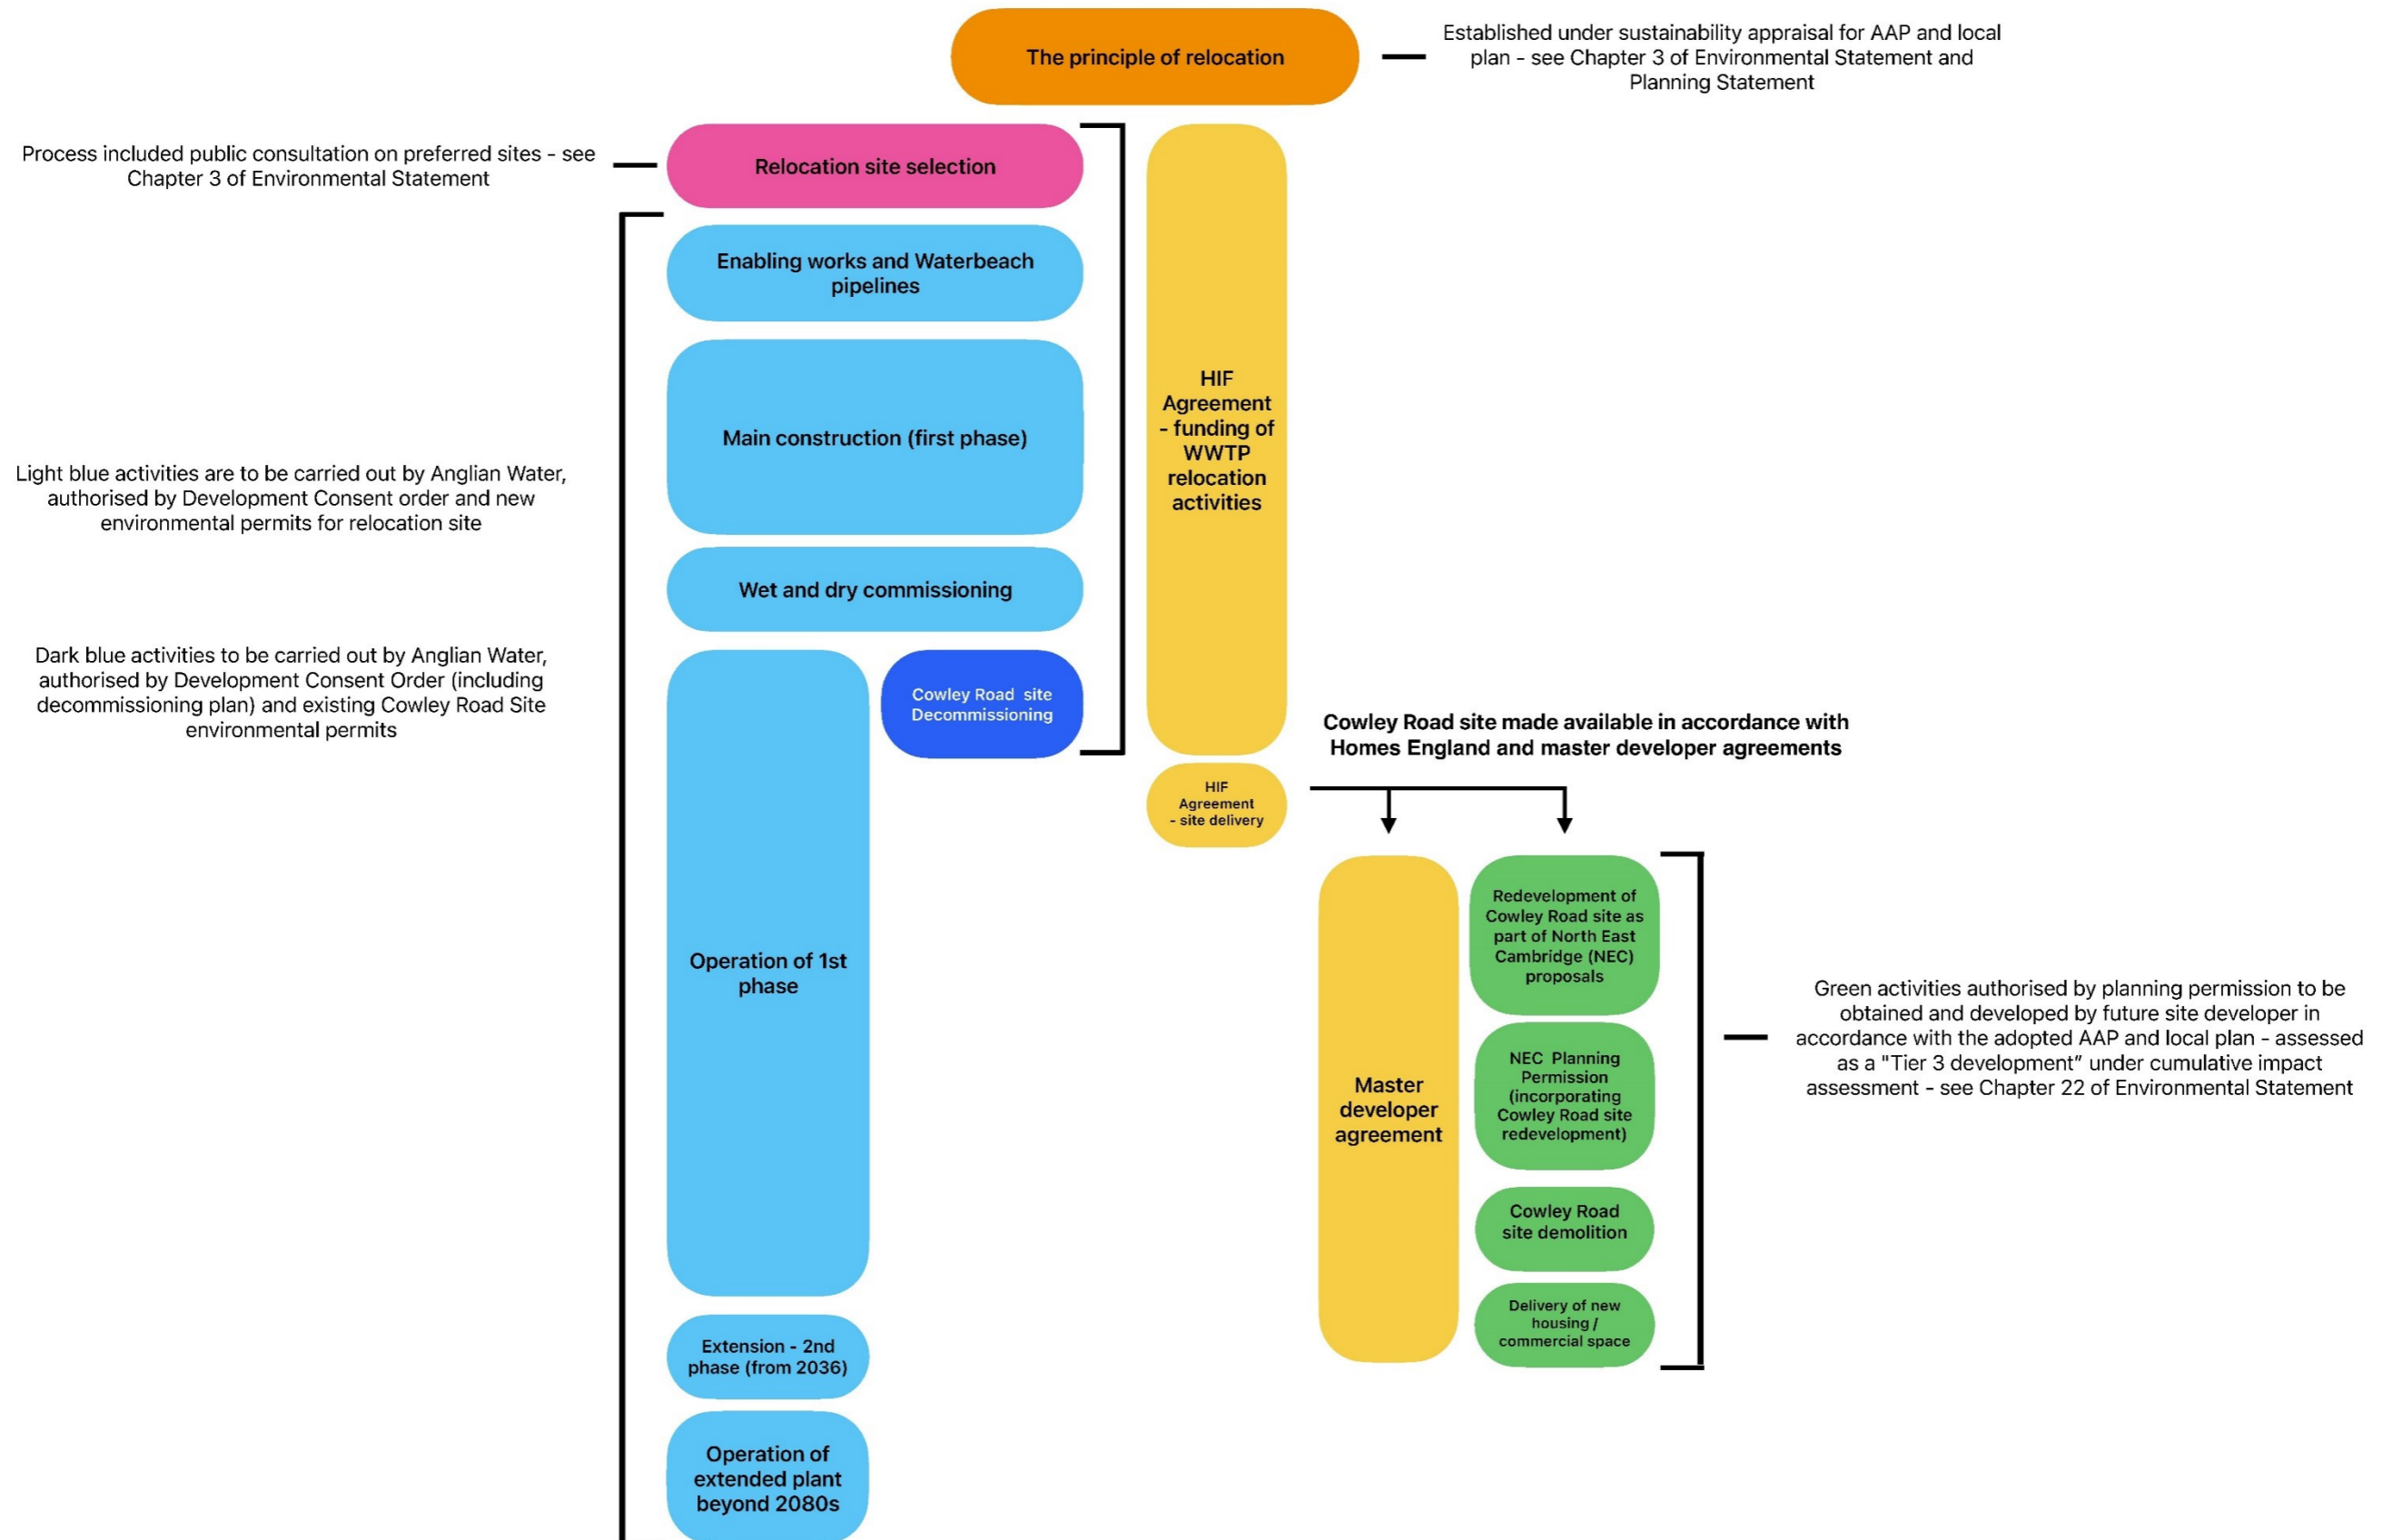 The principle of relocation
Established under sustainability appraisal for AAP and local
plan - see Chapter 3 of Environmental Statement and
Planning Statement
Process included public consultation on preferred sites - see
Chapter 3 of Environmental Statement
Relocation site selection
Enabling works and Waterbeach
pipelines
Main construction (first phase)
HIF
Agreement
- funding of
WWTP
relocation
activities
Light blue activities are to be carried out by Anglian Water,
authorised by Development Consent order and new
environmental permits for relocation site
Wet and dry commissioning
Dark blue activities to be carried out by Anglian Water,
authorised by Development Consent Order (including
decommissioning plan) and existing Cowley Road Site
environmental permits
Cowley Road  site
Decommissioning
Cowley Road site made available in accordance with
Homes England and master developer agreements
HIF
Agreement
- site delivery
Operation of 1st
phase
Master
developer
agreement
Redevelopment of
Cowley Road site as
part of North East
Cambridge (NEC)
proposals
NEC  Planning
Permission
(incorporating
Cowley Road site
redevelopment)
Cowley Road
site demolition
Delivery of new
housing /
commercial space
Green activities authorised by planning permission to be
obtained and developed by future site developer in
accordance with the adopted AAP and local plan - assessed
as a "Tier 3 development” under cumulative impact
assessment - see Chapter 22 of Environmental Statement
Extension - 2nd
phase (from 2036)
Operation of
extended plant
beyond 2080s